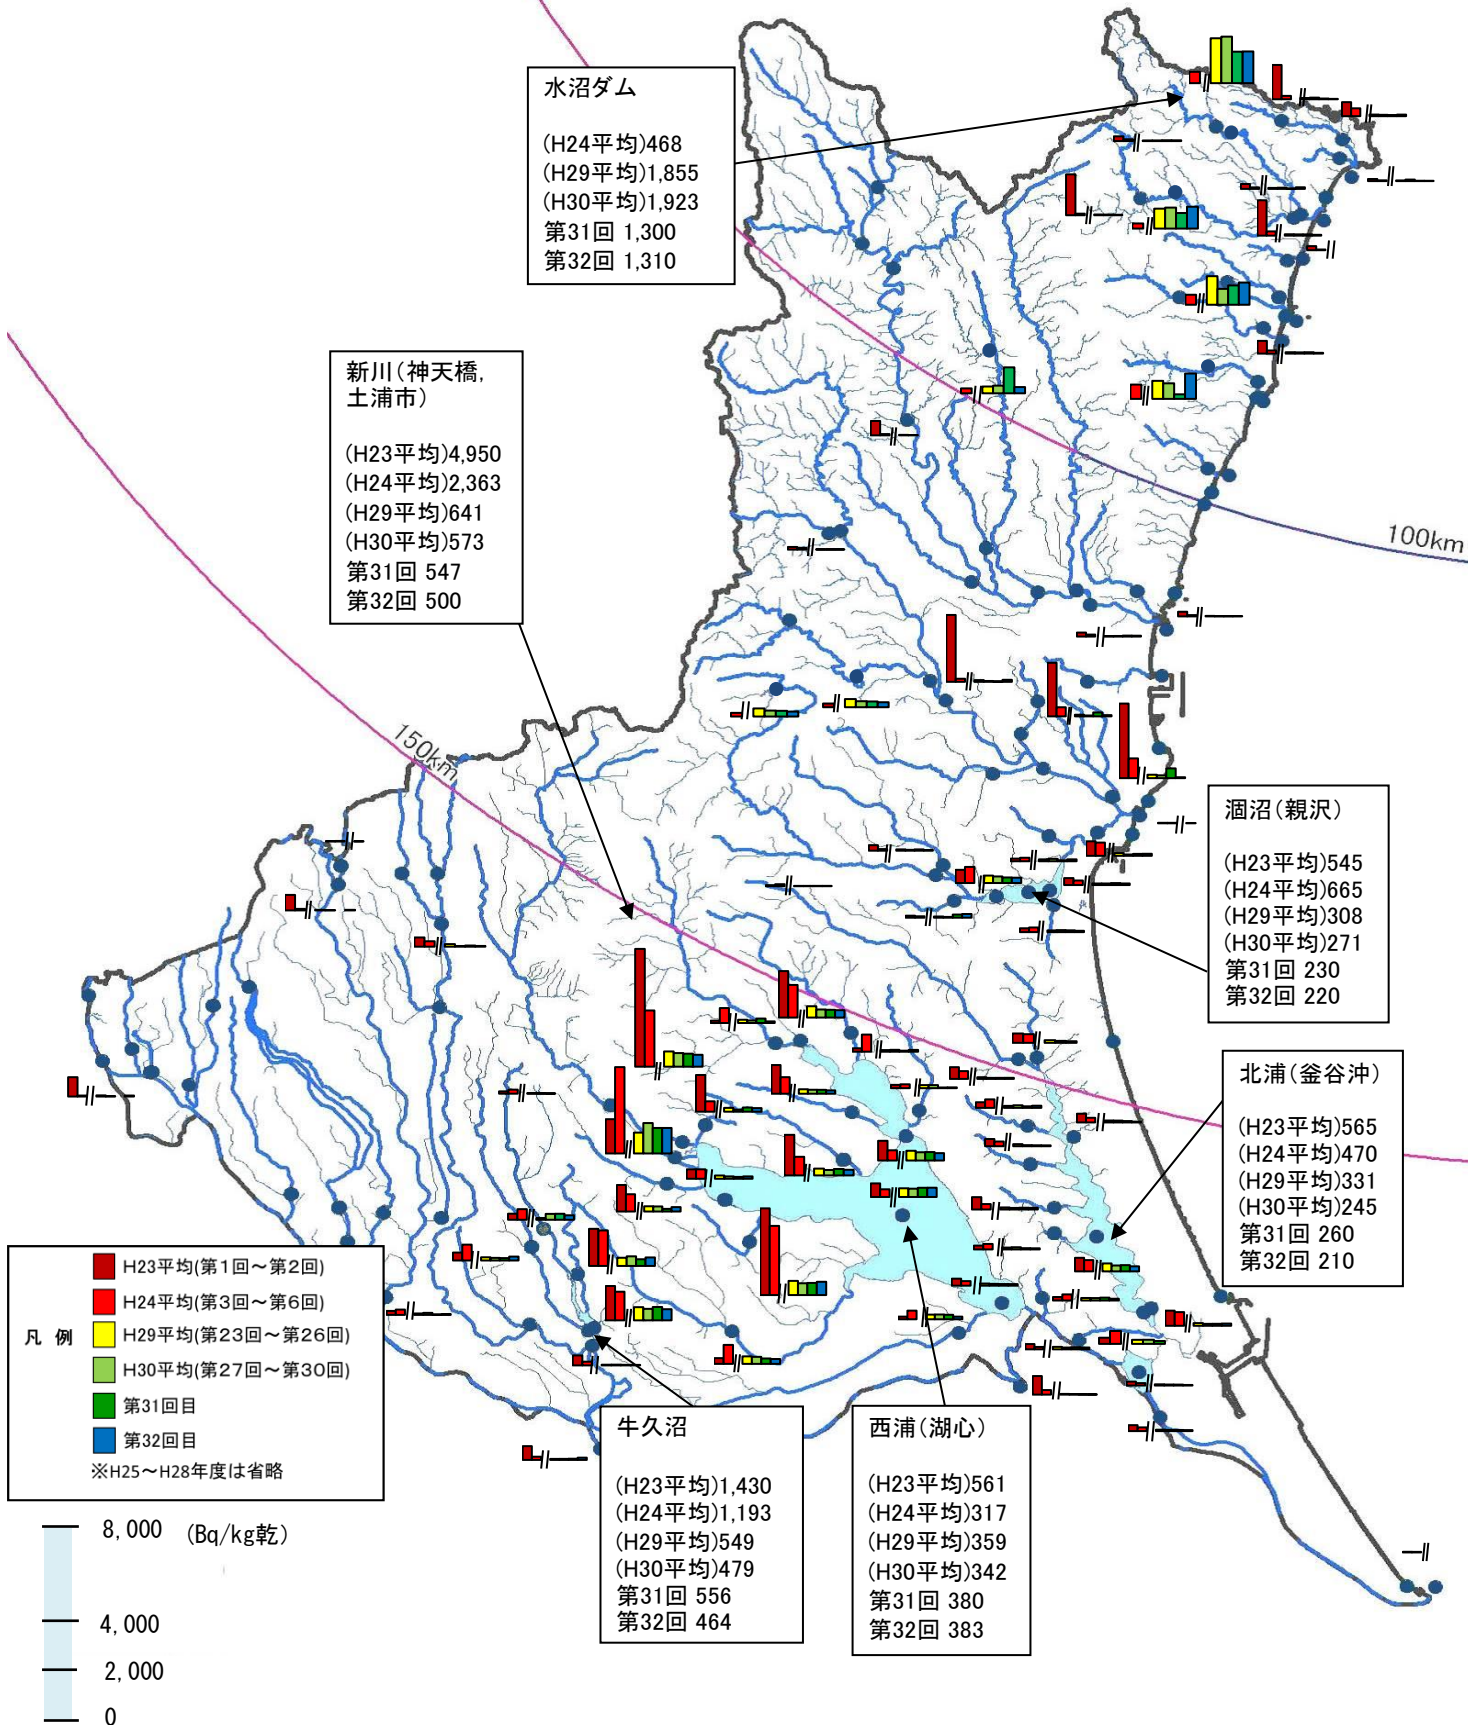 水沼ダム
(H24平均)468
(H29平均)1,855
(H30平均)1,923
第31回 1,300
第32回 1,310
新川(神天橋,
土浦市)
(H23平均)4,950
(H24平均)2,363
(H29平均)641
(H30平均)573
第31回 547
第32回 500
100km
150km
涸沼(親沢)
(H23平均)545
(H24平均)665
(H29平均)308
(H30平均)271
第31回 230
第32回 220
北浦(釜谷沖)
(H23平均)565
(H24平均)470
(H29平均)331
(H30平均)245
第31回 260
第32回 210
凡 例
H23平均(第1回～第2回)
H24平均(第3回～第6回)
H29平均(第23回～第26回)
H30平均(第27回～第30回)
第31回目
第32回目
※H25～H28年度は省略
牛久沼
(H23平均)1,430
(H24平均)1,193
(H29平均)549
(H30平均)479
第31回 556
第32回 464
西浦(湖心)
(H23平均)561
(H24平均)317
(H29平均)359
(H30平均)342
第31回 380
第32回 383
8,000 (Bq/kg乾)
4,000
2,000
0